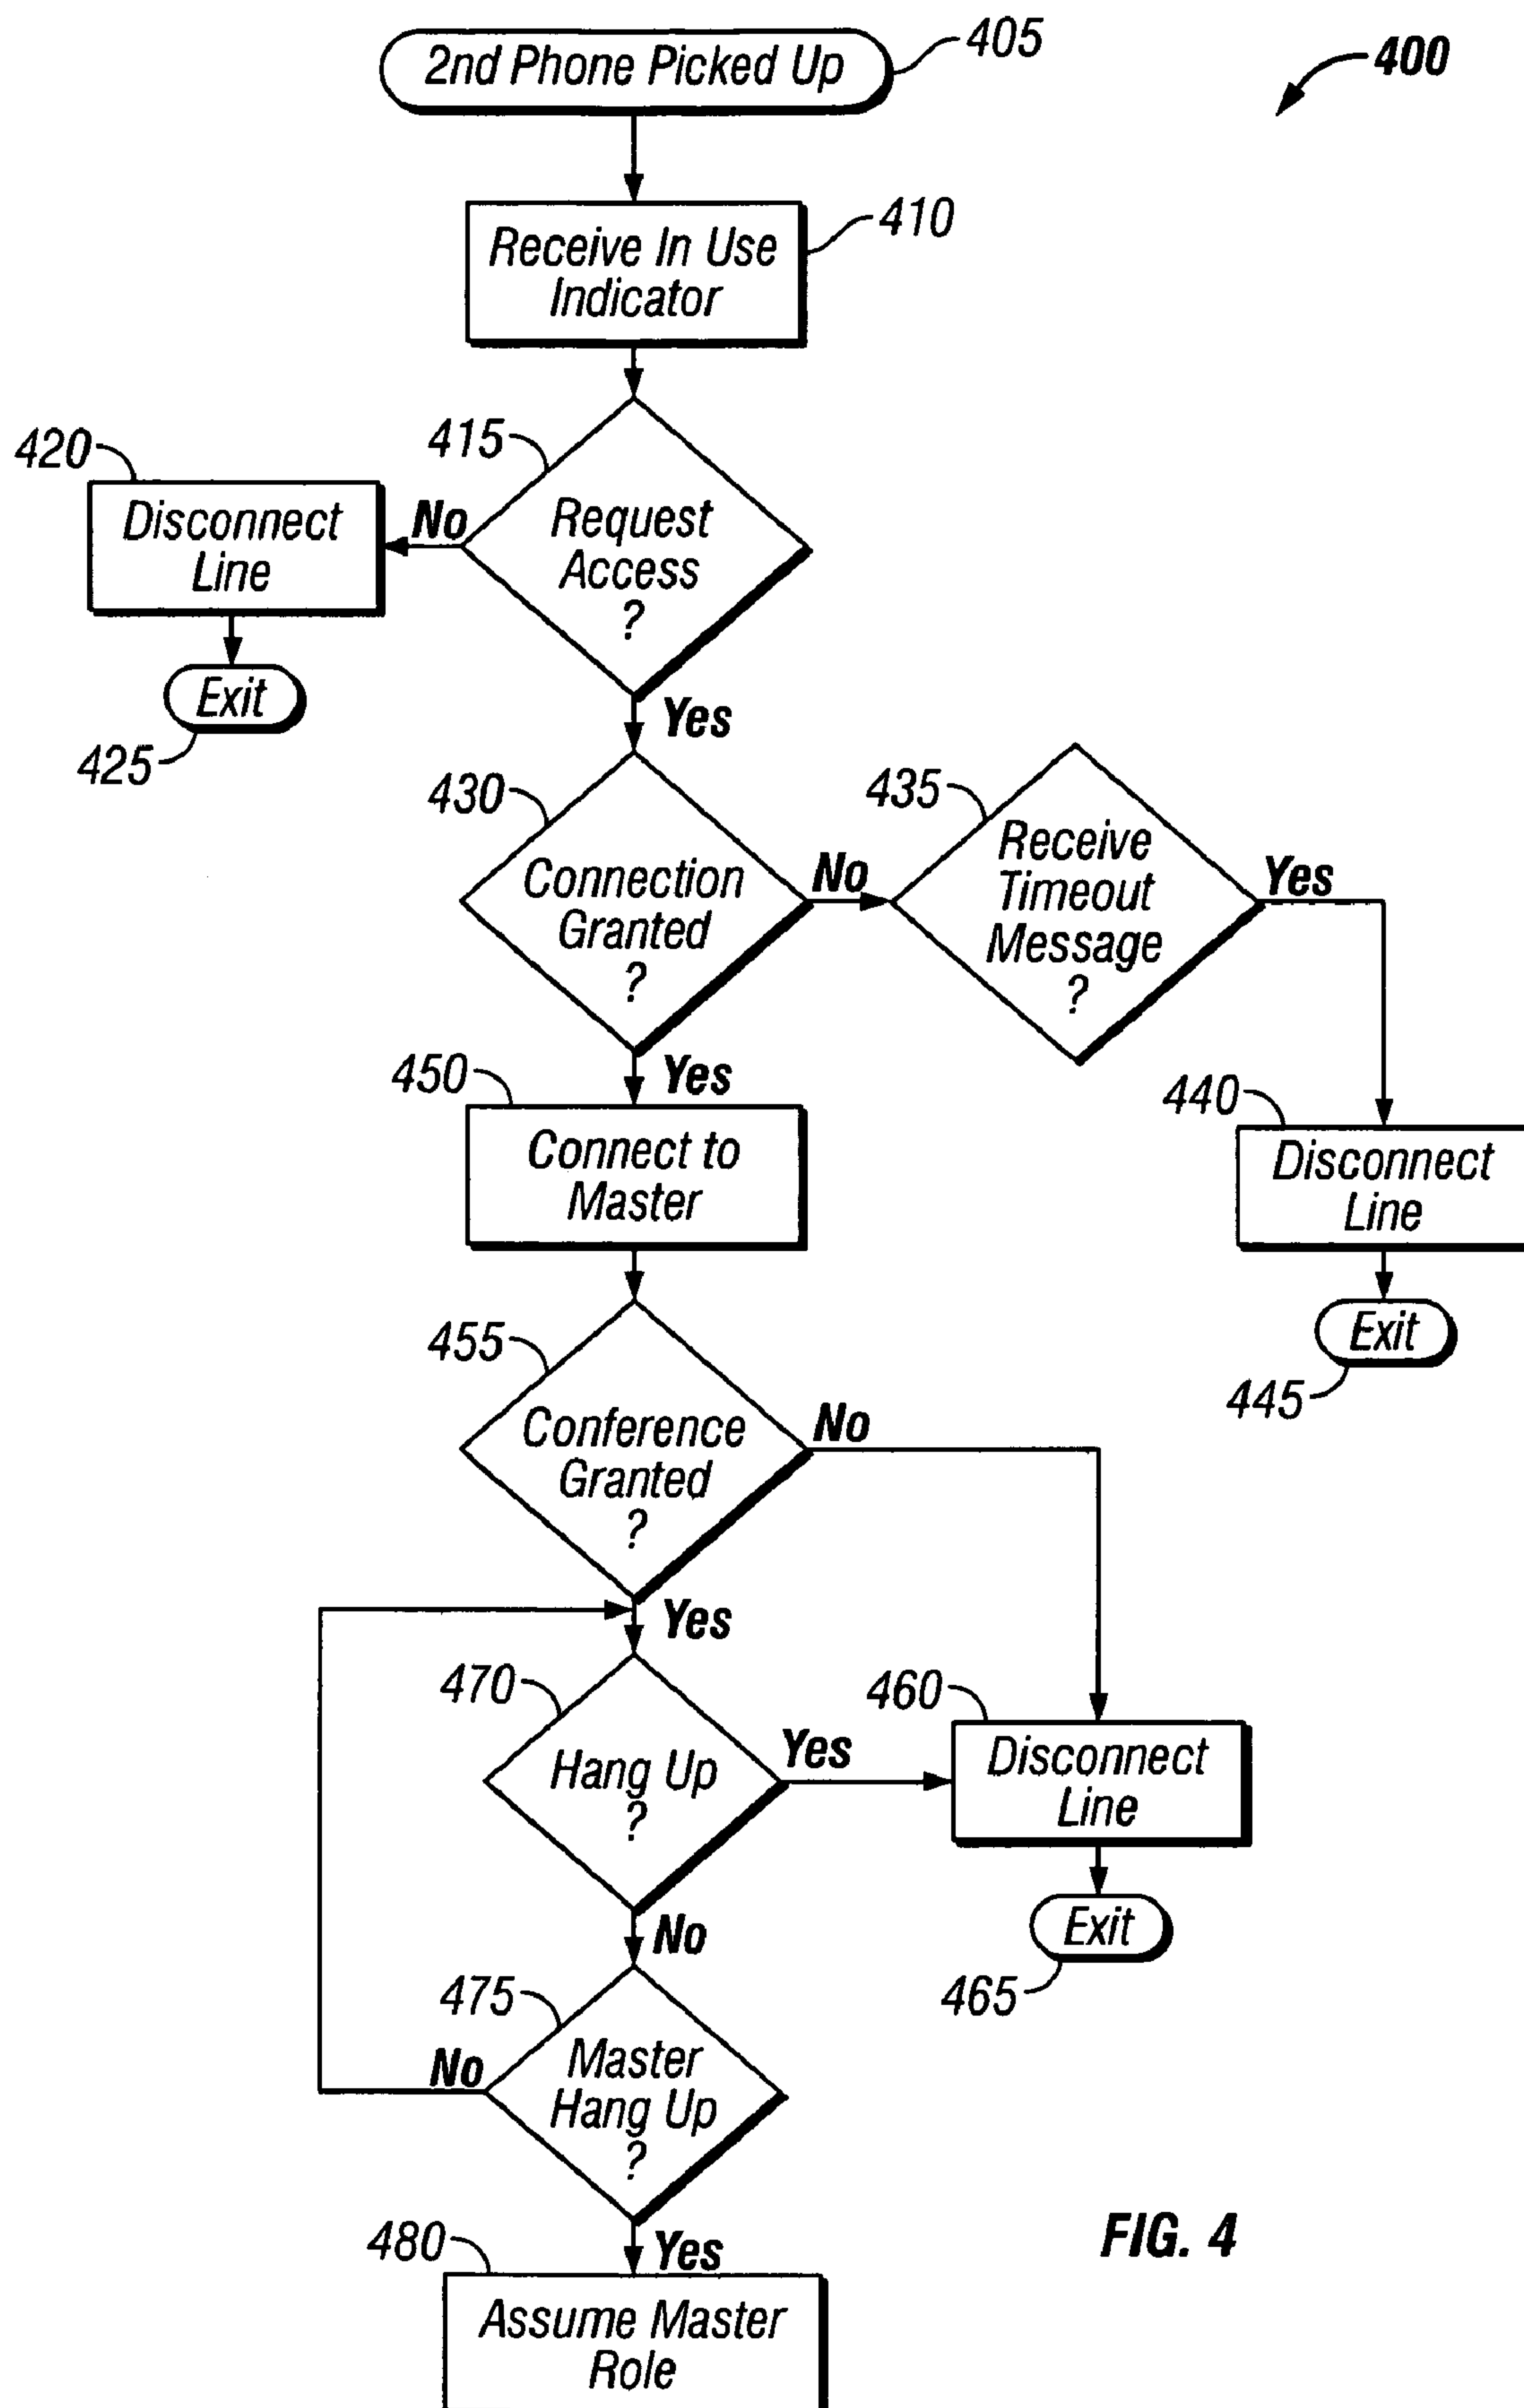 2nd Phone Picked Up
405
400
Receive In Use
Indicator
410
415
Request
Access
?
No
420
Disconnect
Line
Exit
425
Yes
430
Connection
Granted
?
No
435
Receive
Timeout
Message
?
Yes
440
Disconnect
Line
Exit
445
Yes
450
Connect to
Master
455
Conference
Granted
?
No
Yes
470
Hang Up
?
Yes
460
Disconnect
Line
Exit
465
No
475
Master
Hang Up
?
No
Yes
480
Assume Master
Role
FIG. 4